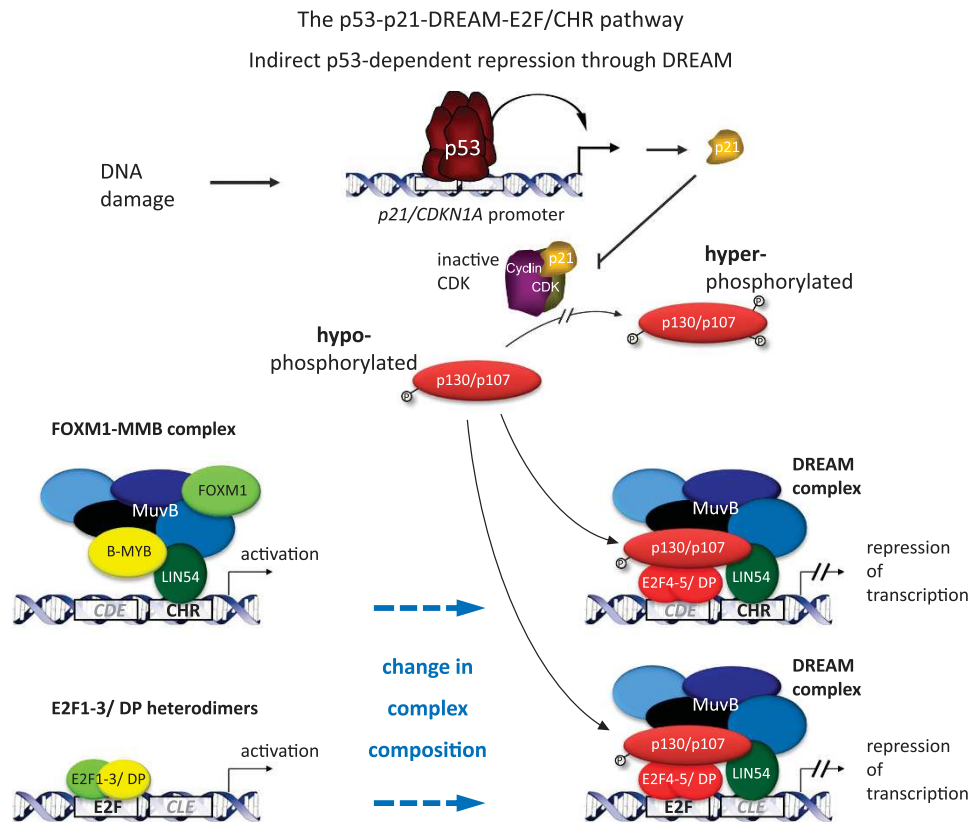 The p53-p21-DREAM-E2F/CHR pathway
Indirect p53-dependent repression through DREAM
DNA
damage
p53
p21/CDKN1A promoter
p21
inactive
CDK
Cyclin
p21
CDK
hyper-
phosphorylated
p130/p107
P
P
P
hypo-
phosphorylated
p130/p107
P
FOXM1-MMB complex
FOXM1
MuvB
B-MYB
LIN54
activation
CDE
CHR
DREAM
complex
MuvB
p130/p107
P
E2F4-5/ DP
LIN54
CDE
CHR
repression
of
transcription
change in
complex
composition
E2F1-3/ DP heterodimers
E2F1-3/ DP
activation
E2F
CLE
DREAM
complex
MuvB
p130/p107
P
E2F4-5/ DP
LIN54
E2F
CLE
repression
of
transcription